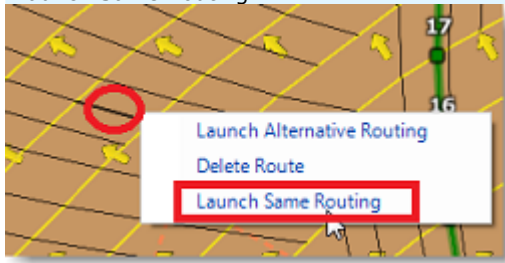 17
16
Launch Alternative Routing
Delete Route
Launch Same Routing